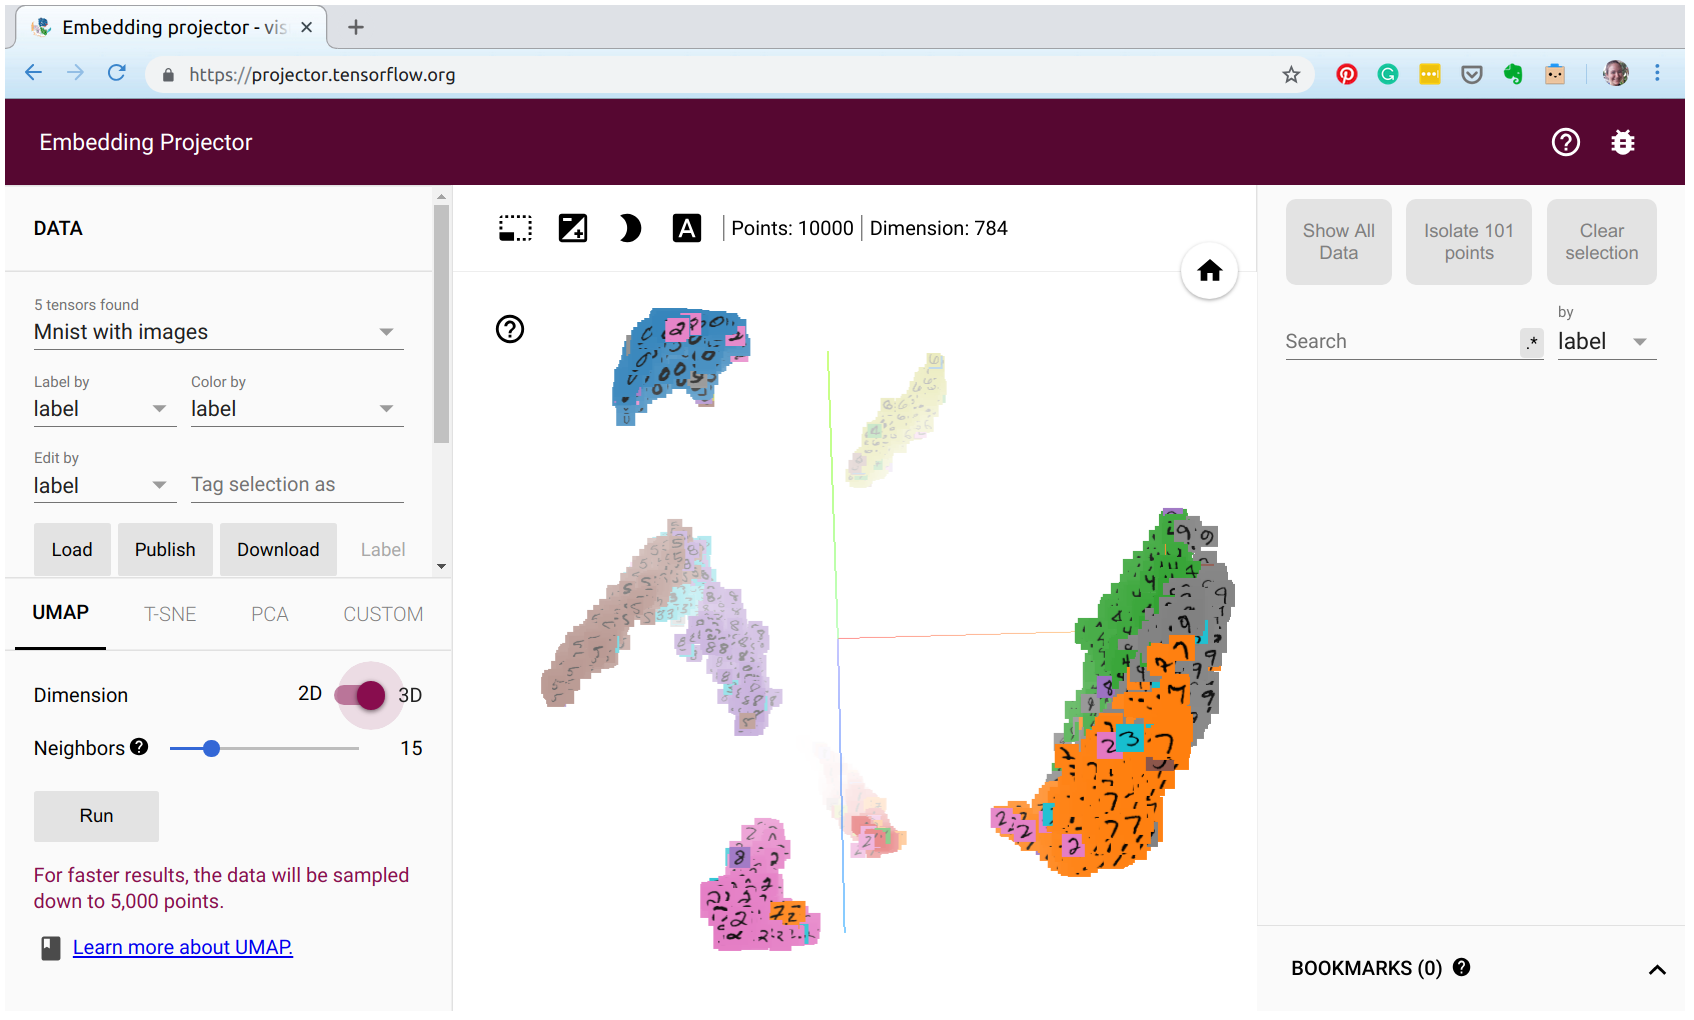 Embedding projector - vis
https://projector.tensorflow.org
Embedding Projector
DATA
5 tensors found
Mnist with images
Label by
Color by
label
label
Edit by
label
Tag selection as
Load
Publish
Download
Label
UMAP
T-SNE
PCA
CUSTOM
Dimension
2D
3D
Neighbors
15
Run
For faster results, the data will be sampled
down to 5,000 points.
Learn more about UMAP.
A
Points: 10000
Dimension: 784
Show All
Data
Isolate 101
points
Clear
selection
Search
.*
by
label
BOOKMARKS (0)